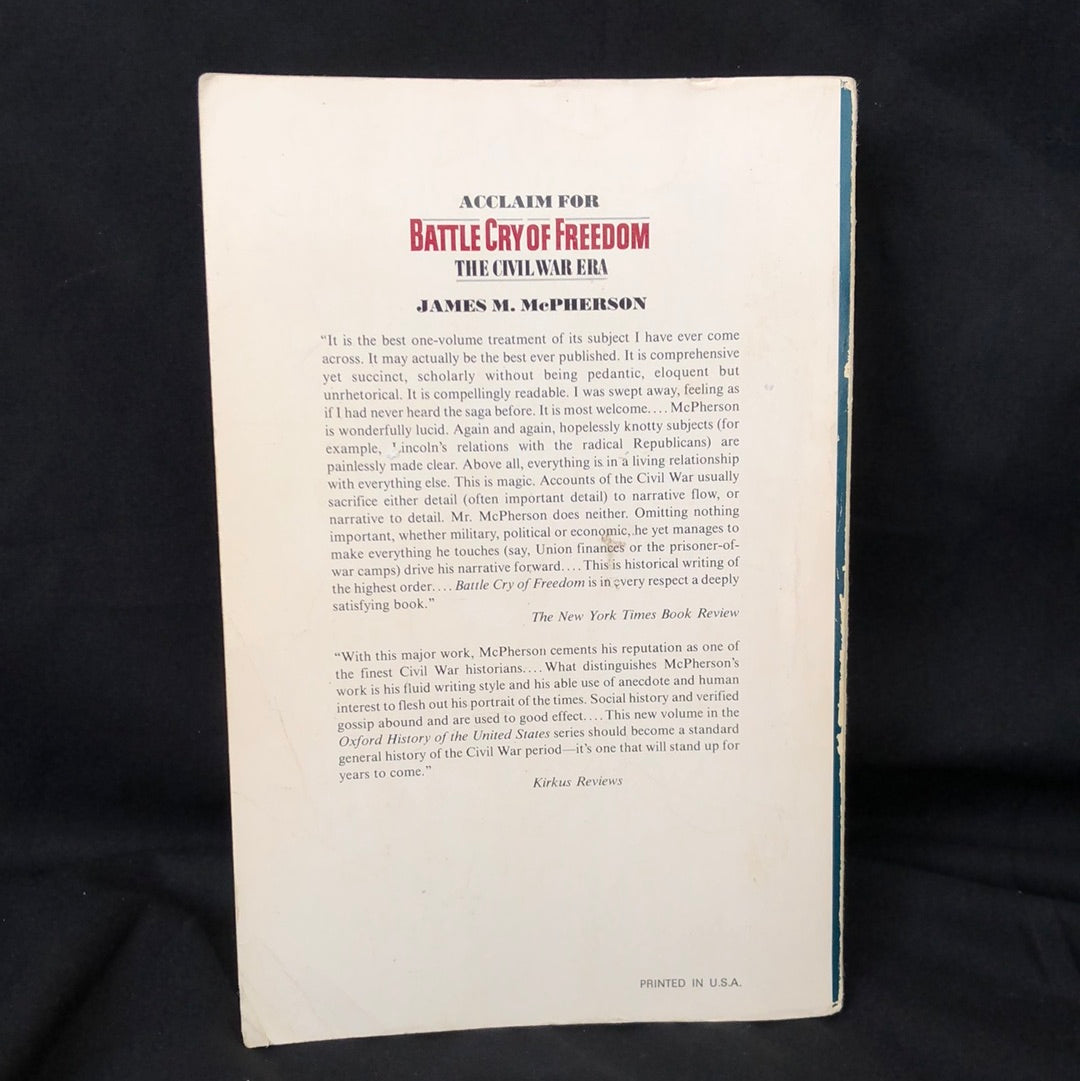 ACCLAIM FOR
BATTLE CRY OF FREEDOM
THE CIVIL WAR ERA
JAMES M. McPHERSON
“It is the best one-volume treatment of its subject I have ever come
across. It may actually be the best ever published. It is comprehensive
yet succinct, scholarly without being pedantic, eloquent but
unrhetorical. It is compellingly readable. I was swept away, feeling as
if I had never heard the saga before. It is most welcome.... McPherson
is wonderfully lucid. Again and again, hopelessly knotty subjects (for
example, Lincoln's relations with the radical Republicans) are
painlessly made clear. Above all, everything is in a living relationship
with everything else. This is magic. Accounts of the Civil War usually
sacrifice either detail (often important detail) to narrative flow, or
narrative to detail. Mr. McPherson does neither. Omitting nothing
important, whether military, political or economic, he yet manages to
make everything he touches (say, Union finances or the prisoner-of-
war camps) drive his narrative forward.... This is historical writing of
the highest order.... Battle Cry of Freedom is in every respect a deeply
satisfying book.”
The New York Times Book Review
“With this major work, McPherson cements his reputation as one of
the finest Civil War historians.... What distinguishes McPherson's
work is his fluid writing style and his able use of anecdote and human
interest to flesh out his portrait of the times. Social history and verified
gossip abound and are used to good effect.... This new volume in the
Oxford History of the United States series should become a standard
general history of the Civil War period—it's one that will stand up for
years to come.”
Kirkus Reviews
PRINTED IN U.S.A.